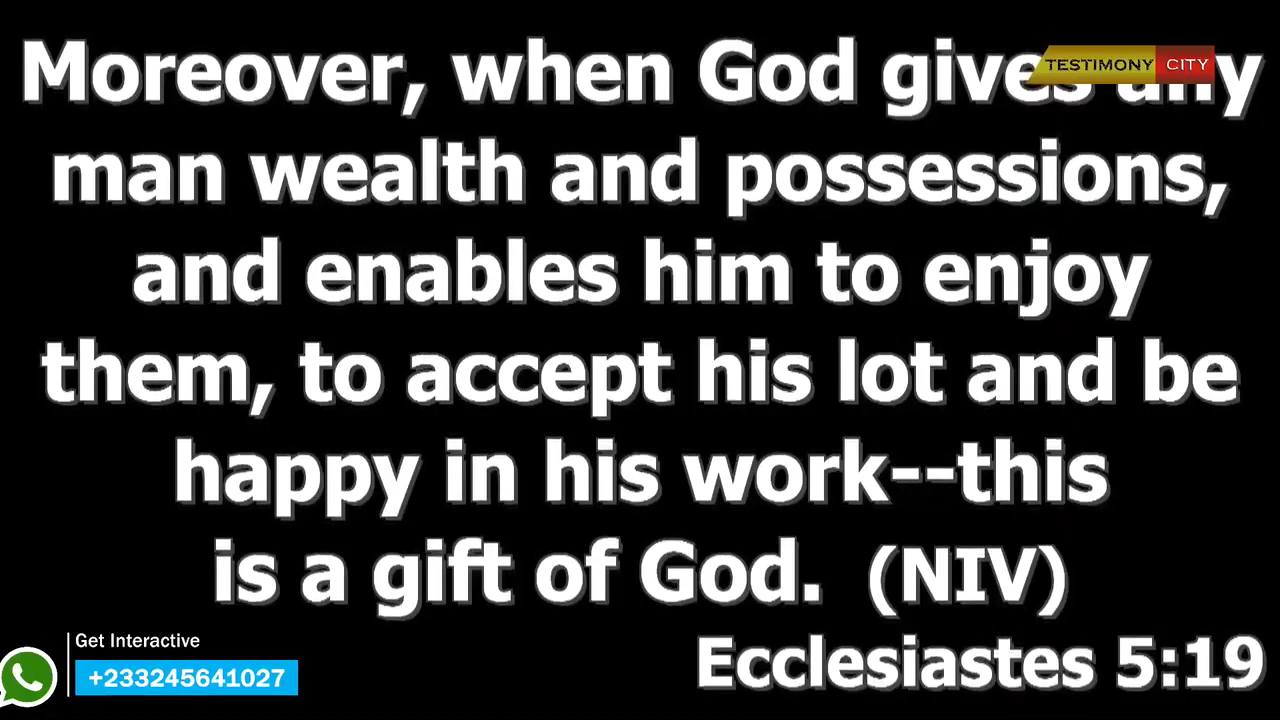 Moreover, when God gives any
TESTIMONY CITY
man wealth and possessions,
and enables him to enjoy
them, to accept his lot and be
happy in his work--this
is a gift of God. (NIV)
Ecclesiastes 5:19
Get Interactive
+233245641027